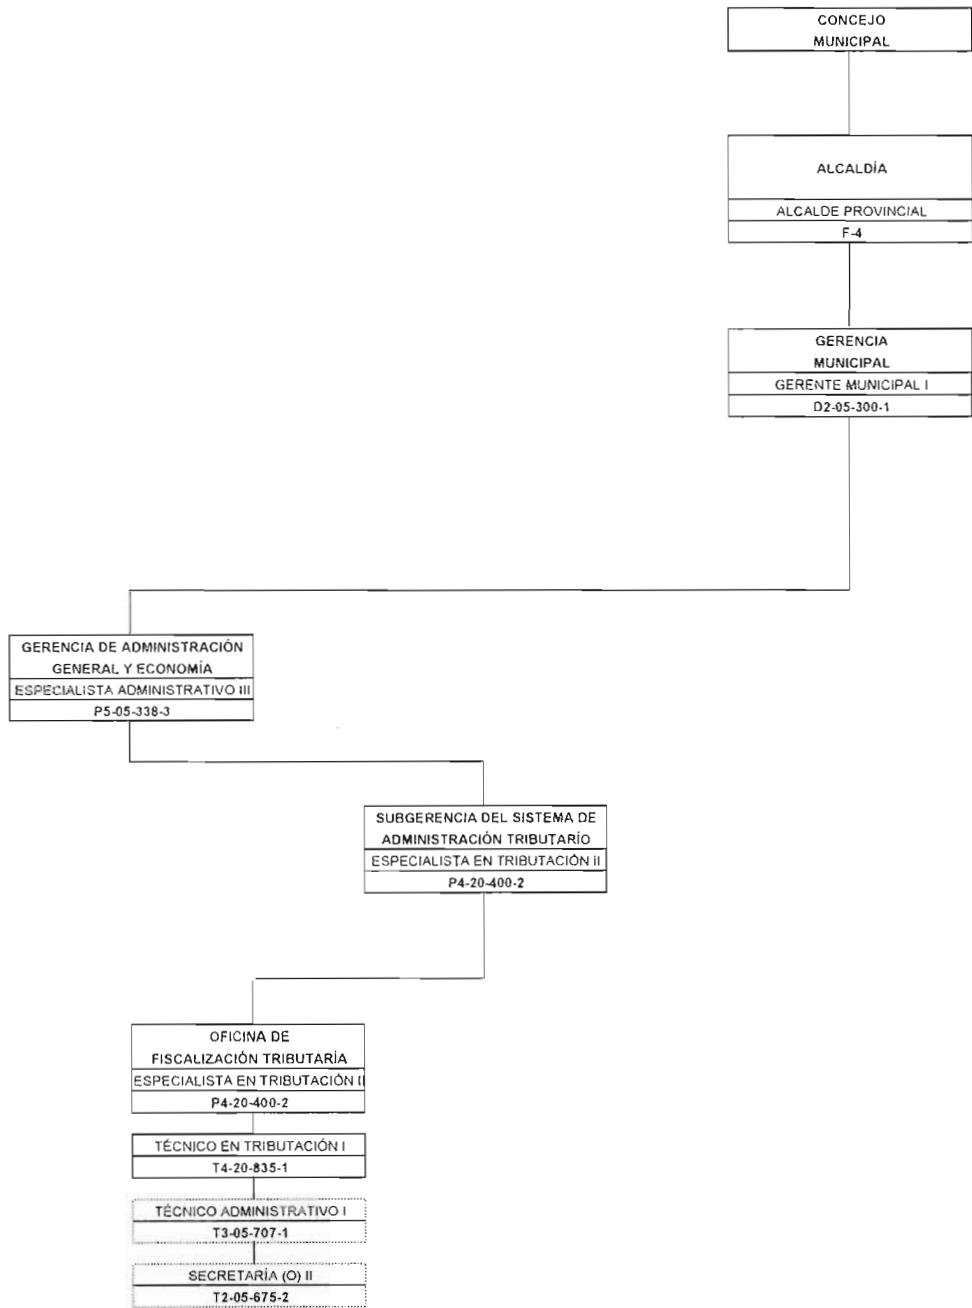 CONCEJO
MUNICIPAL
ALCALDÍA
ALCALDE PROVINCIAL
F-4
GERENCIA
MUNICIPAL
GERENTE MUNICIPAL I
D2-05-300-1
GERENCIA DE ADMINISTRACIÓN
GENERAL Y ECONOMÍA
ESPECIALISTA ADMINISTRATIVO III
P5-05-338-3
SUBGERENCIA DEL SISTEMA DE
ADMINISTRACIÓN TRIBUTARÍO
ESPECIALISTA EN TRIBUTACIÓN II
P4-20-400-2
OFICINA DE
FISCALIZACIÓN TRIBUTARÍA
ESPECIALISTA EN TRIBUTACIÓN II
P4-20-400-2
TÉCNICO EN TRIBUTACIÓN I
T4-20-835-1
TÉCNICO ADMINISTRATIVO I
T3-05-707-1
SECRETARÍA (O) II
T2-05-675-2